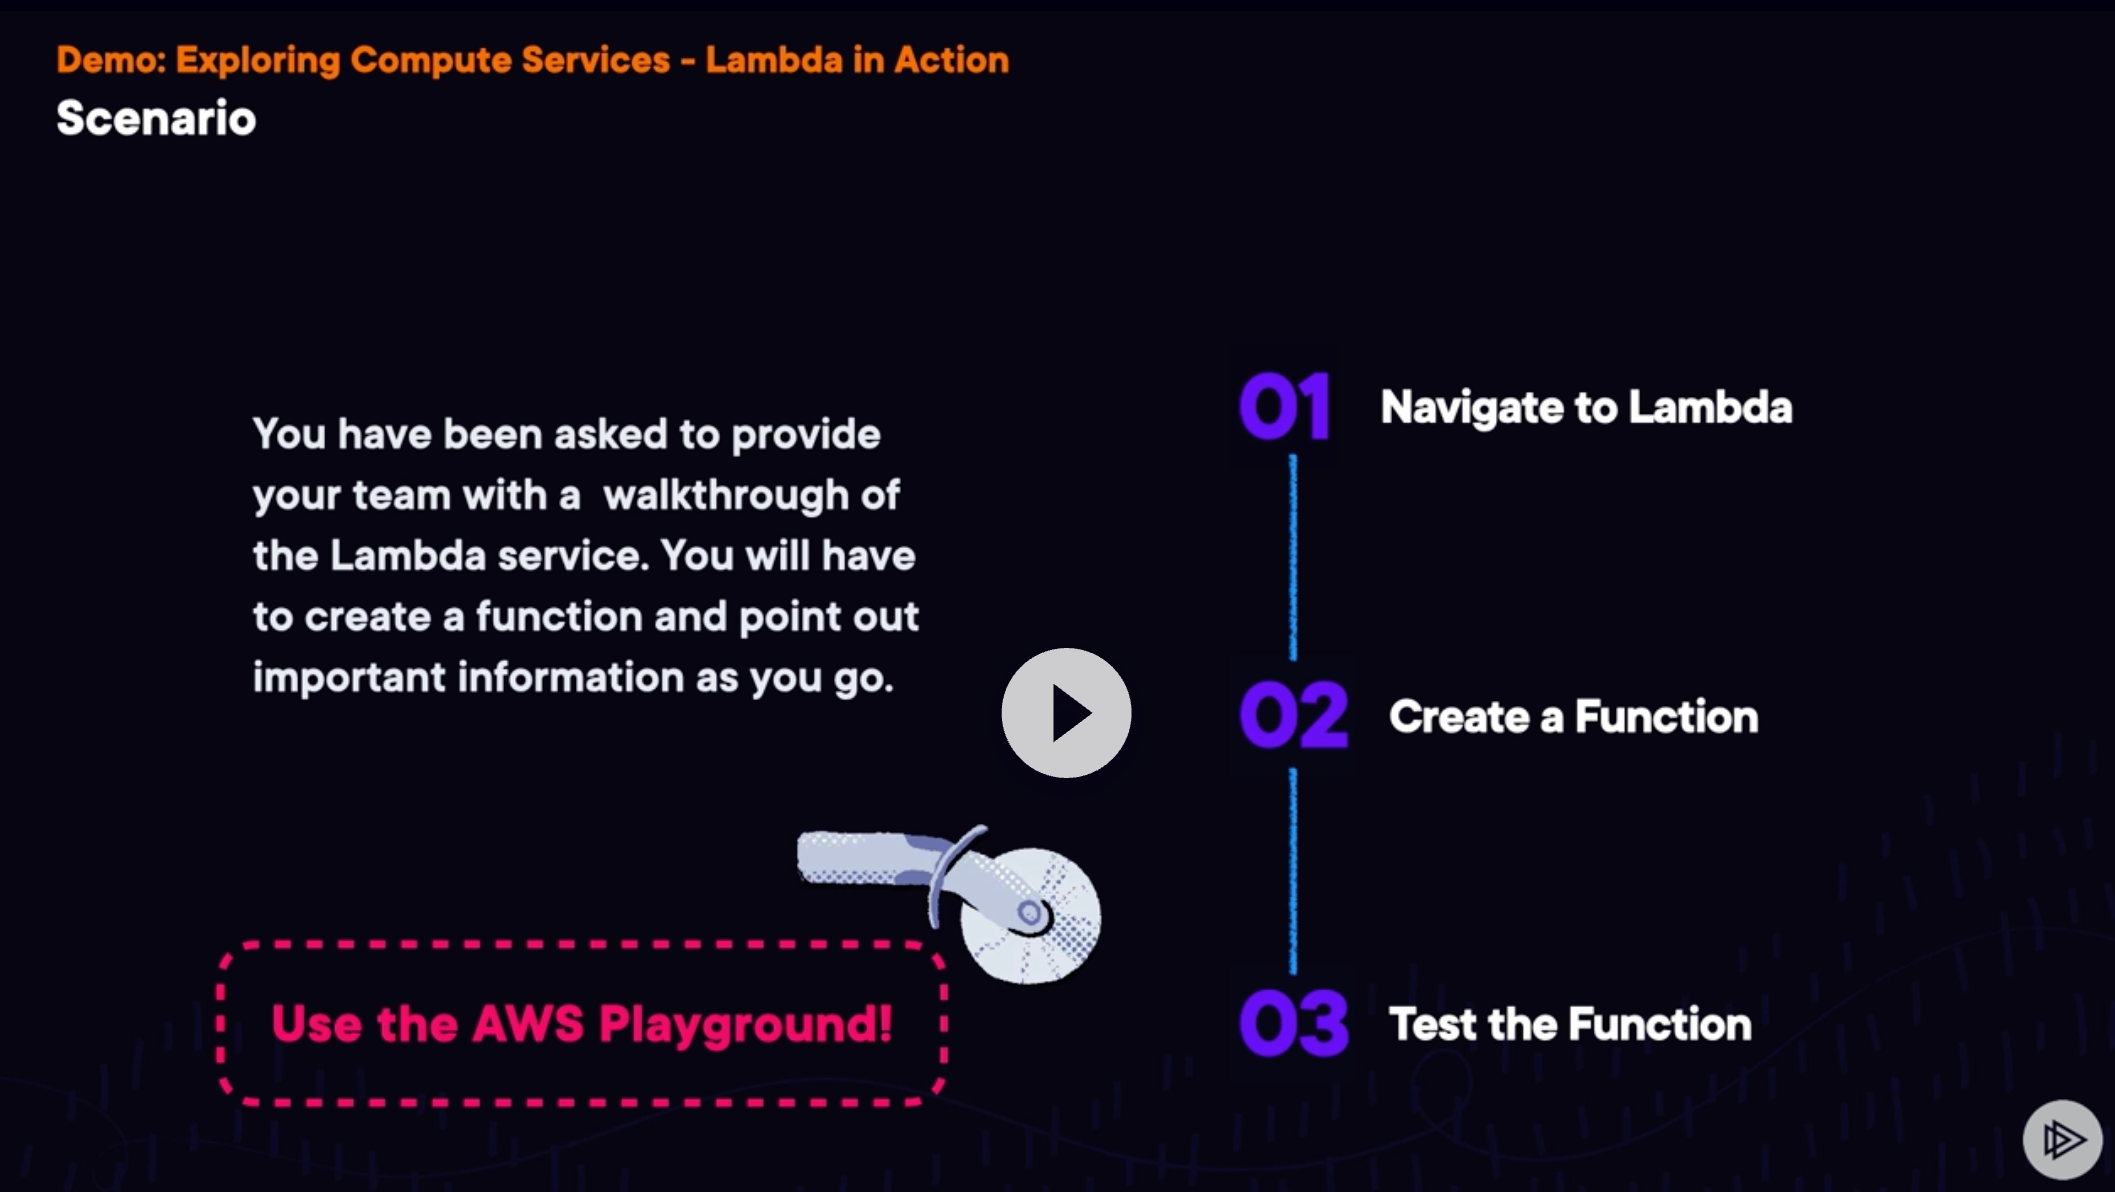 Demo: Exploring Compute Services - Lambda in Action
Scenario
You have been asked to provide
your team with a  walkthrough of
the Lambda service. You will have
to create a function and point out
important information as you go.
Use the AWS Playground!
01 Navigate to Lambda
02 Create a Function
03 Test the Function